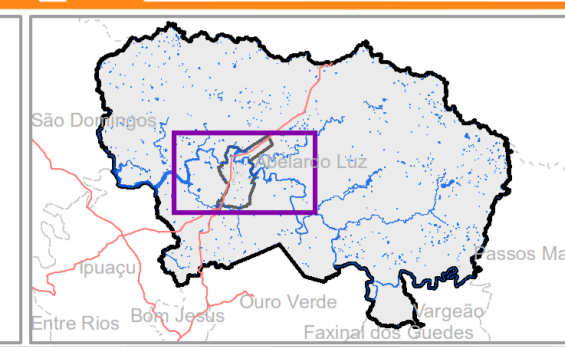 São Domingos
Abelardo Luz
Passos Ma
Ipuaçu
Ouro Verde
Vargeão
Entre Rios
Bom Jesus
Faxinal dos Guedes